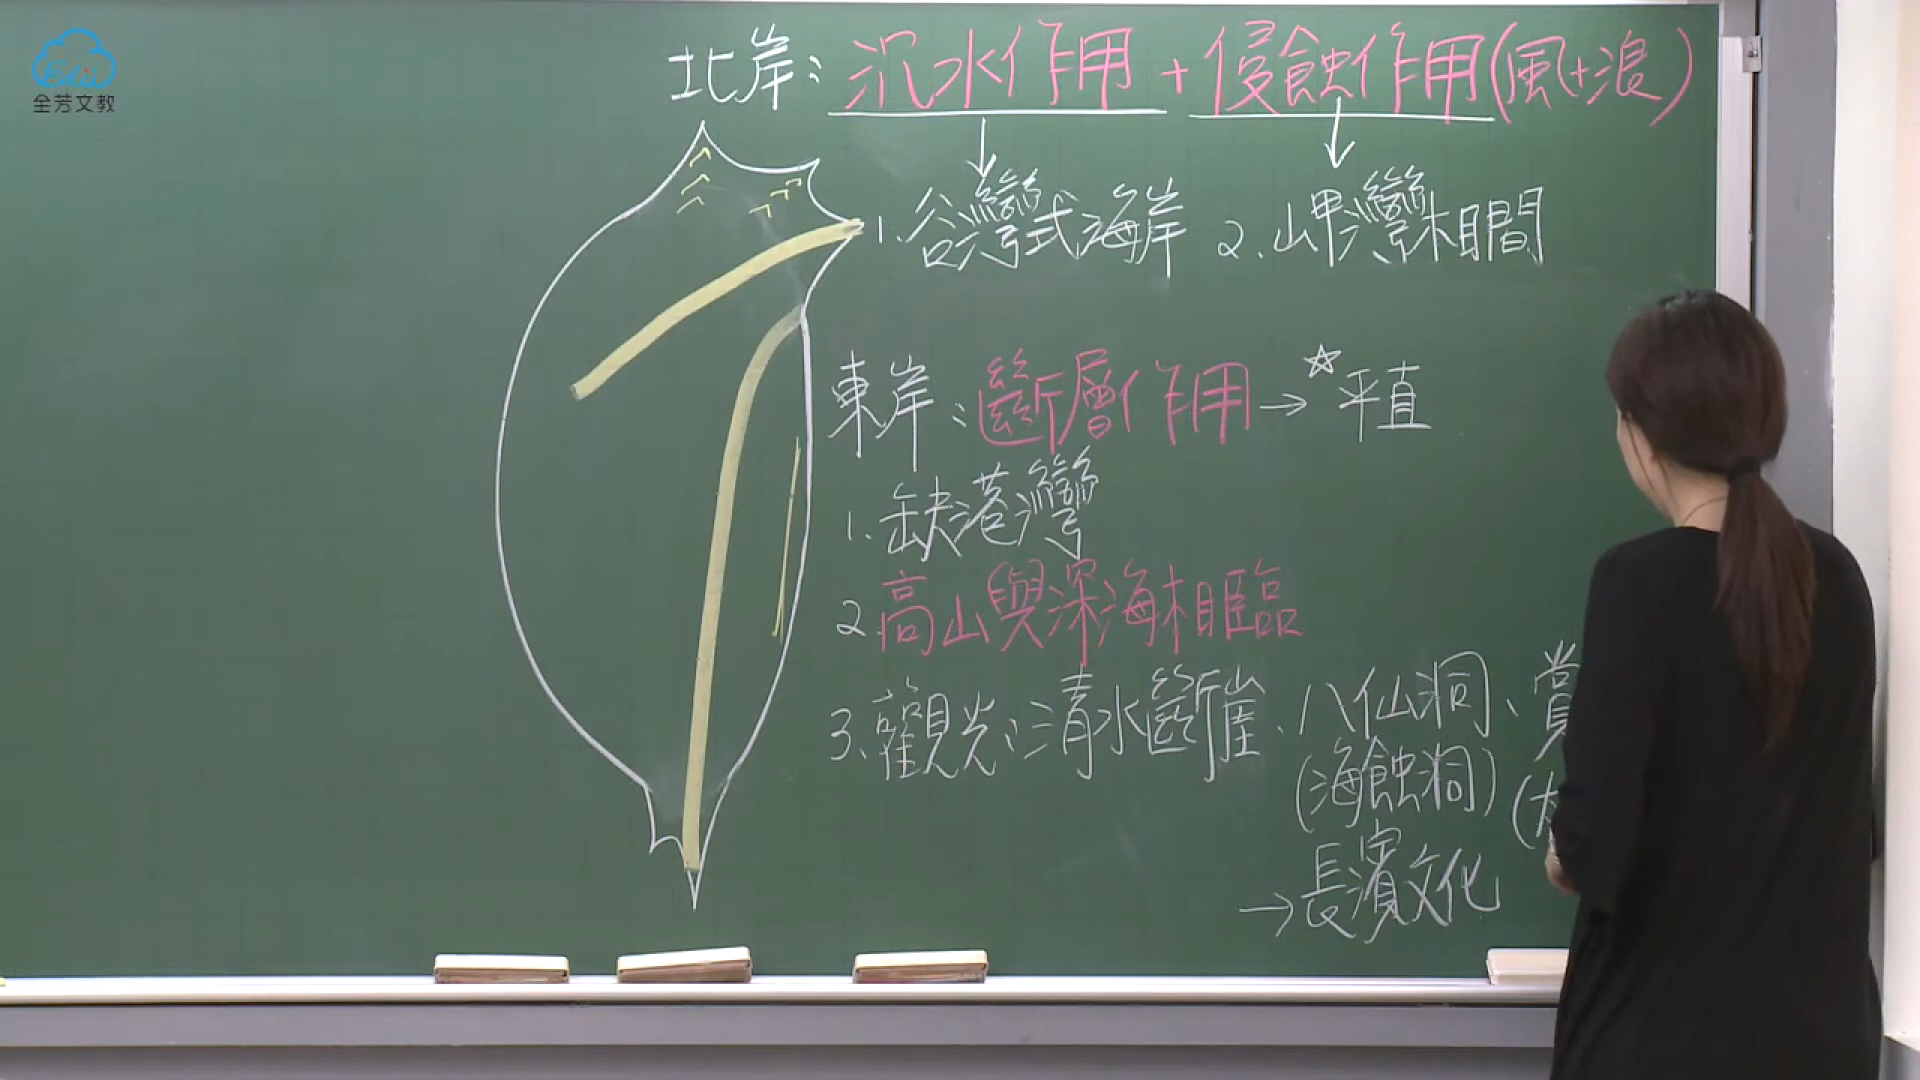 全芳文教
北岸:沉水作用+侵蝕作用(風+浪)
1.谷灣式海岸 2.岬灣相間
東岸:斷層作用→☆平直
1.缺港灣
2.高山與深海相臨
3.觀光:清水斷崖、八仙洞、賞
(海蝕洞)(
→長濱文化